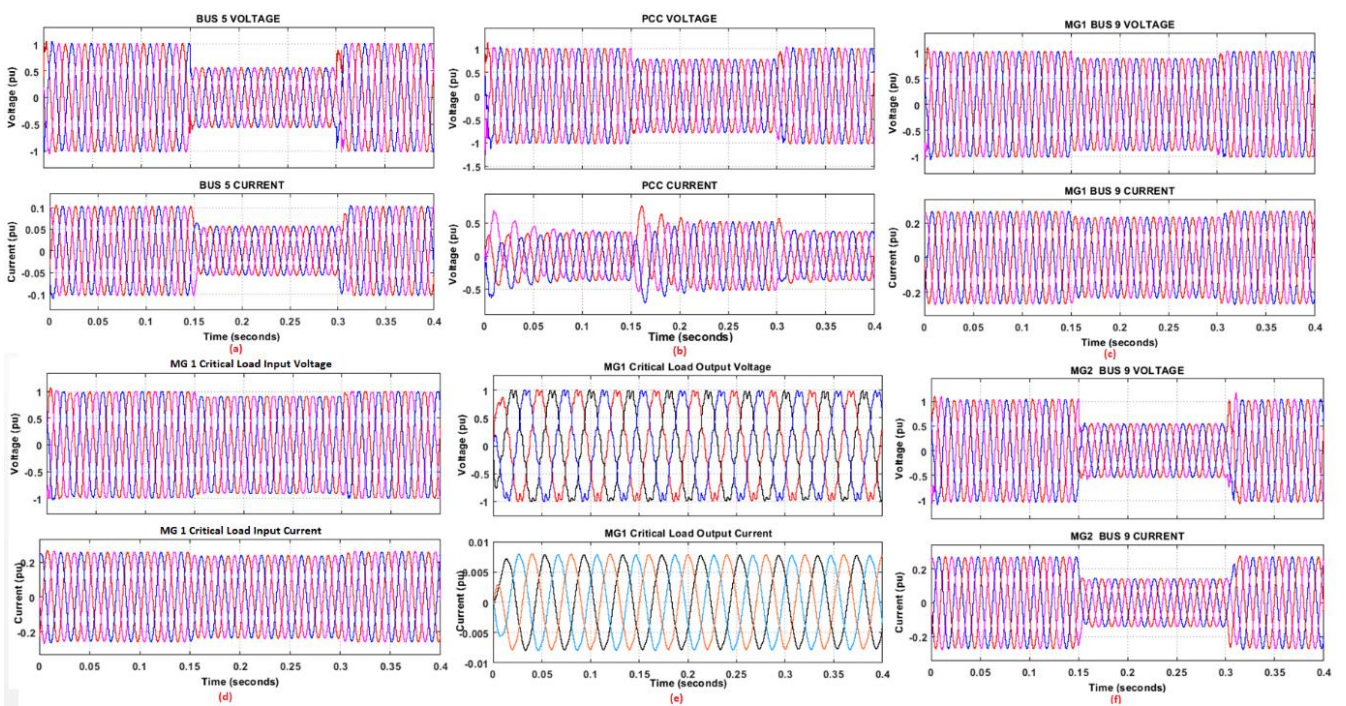 BUS 5 VOLTAGE
Voltage (pu)
1
0.5
0
-0.5
-1
BUS 5 CURRENT
Current (pu)
0.1
0.05
0
-0.05
-0.1
0 0.05 0.1 0.15 0.2 0.25 0.3 0.35 0.4
Time (seconds)
(a)
PCC VOLTAGE
Voltage (pu)
1
0.5
0
-0.5
-1
-1.5
PCC CURRENT
Voltage (pu)
0.5
0
-0.5
0 0.05 0.1 0.15 0.2 0.25 0.3 0.35 0.4
Time (seconds)
(b)
MG1 BUS 9 VOLTAGE
Voltage (pu)
1
0.5
0
-0.5
-1
MG1 BUS 9 CURRENT
Current (pu)
0.2
0
-0.2
0 0.05 0.1 0.15 0.2 0.25 0.3 0.35 0.4
Time (seconds)
(c)
MG 1 Critical Load Input Voltage
Voltage (pu)
1
0.5
0
-0.5
-1
MG 1 Critical Load Input Current
Current (pu)
0.2
0
-0.2
0 0.05 0.1 0.15 0.2 0.25 0.3 0.35 0.4
Time (seconds)
(d)
MG1 Critical Load Output Voltage
Voltage (pu)
1
0.5
0
-0.5
-1
MG1 Critical Load Output Current
Current (pu)
0.01
0.005
0
-0.005
-0.01
0 0.05 0.1 0.15 0.2 0.25 0.3 0.35 0.4
Time (seconds)
(e)
MG2 BUS 9 VOLTAGE
Voltage (pu)
1
0.5
0
-0.5
-1
MG2 BUS 9 CURRENT
Current (pu)
0.2
0
-0.2
0 0.05 0.1 0.15 0.2 0.25 0.3 0.35 0.4
Time (seconds)
(f)